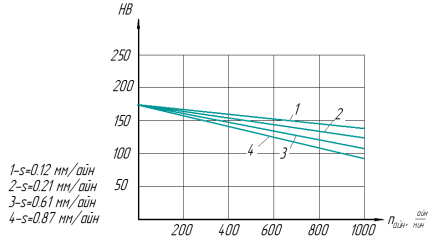 HB
250
200
150
100
50
1
2
3
4
200 400 600 800 1000
n айн., айн/мин
1-s=0.12 мм/айн
2-s=0.21 мм/айн
3-s=0.61 мм/айн
4-s=0.87 мм/айн